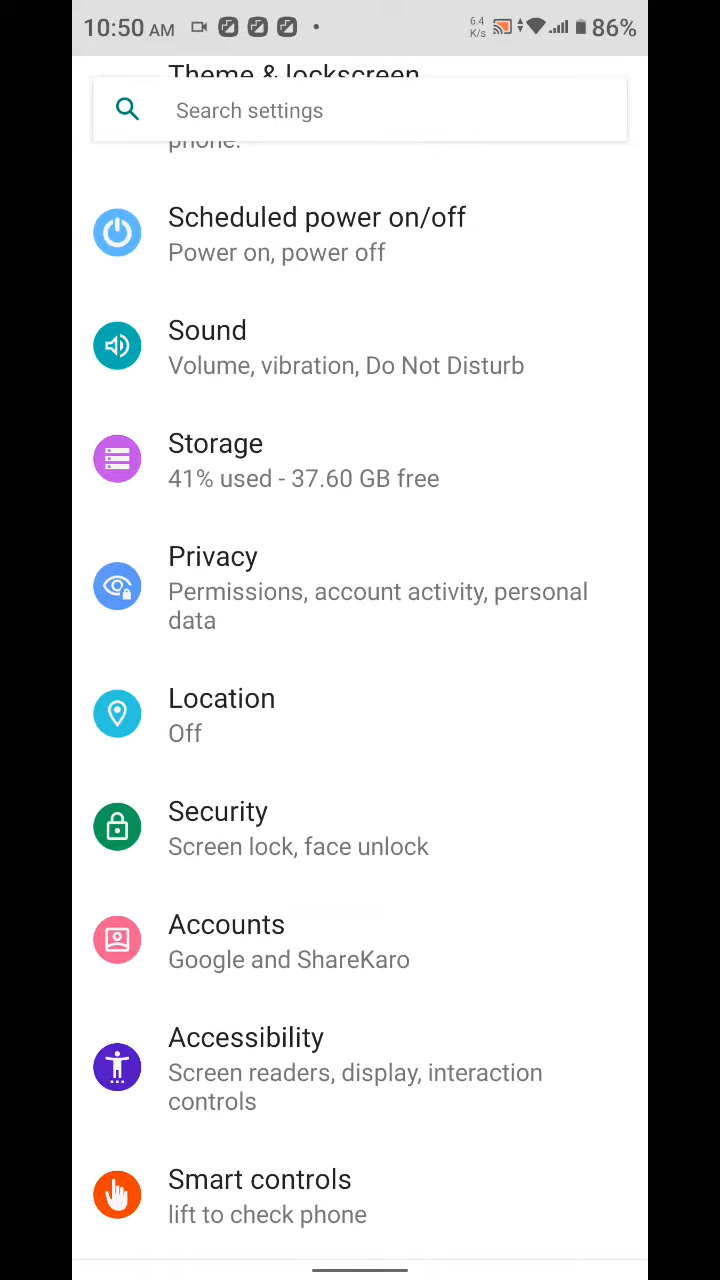 10:50 AM
6.4
K/s
86%
Theme & lockscreen
Search settings
phone.
Scheduled power on/off
Power on, power off
Sound
Volume, vibration, Do Not Disturb
Storage
41% used - 37.60 GB free
Privacy
Permissions, account activity, personal
data
Location
Off
Security
Screen lock, face unlock
Accounts
Google and ShareKaro
Accessibility
Screen readers, display, interaction
controls
Smart controls
lift to check phone